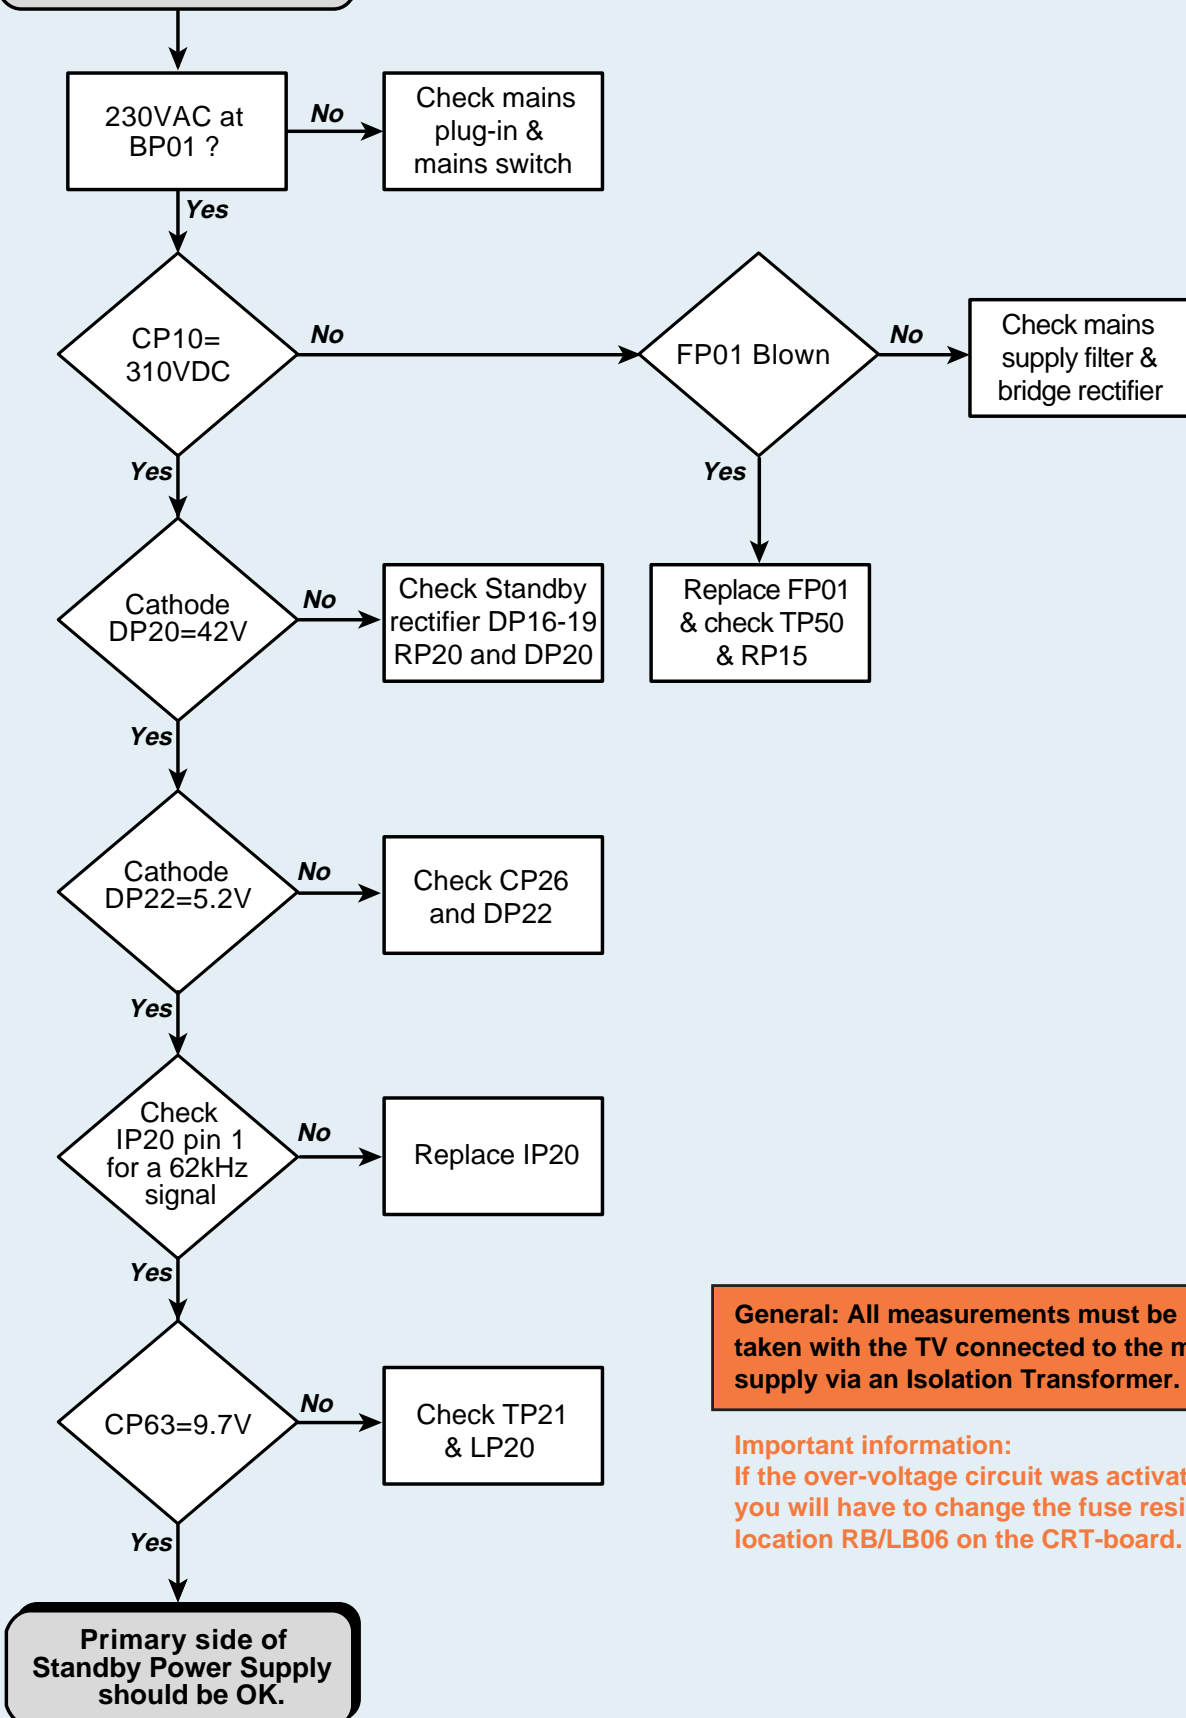 230VAC at
BP01 ?
No
Check mains
plug-in &
mains switch
Yes
CP10=
310VDC
No
FP01 Blown
No
Check mains
supply filter &
bridge rectifier
Yes
Yes
Replace FP01
& check TP50
& RP15
Cathode
DP20=42V
No
Check Standby
rectifier DP16-19
RP20 and DP20
Yes
Cathode
DP22=5.2V
No
Check CP26
and DP22
Yes
Check
IP20 pin 1
for a 62kHz
signal
No
Replace IP20
Yes
CP63=9.7V
No
Check TP21
& LP20
Yes
Primary side of
Standby Power Supply
should be OK.
General: All measurements must be
taken with the TV connected to the
supply via an Isolation Transformer.
Important information:
If the over-voltage circuit was
you will have to change the fuse
location RB/LB06 on the CRT-board.